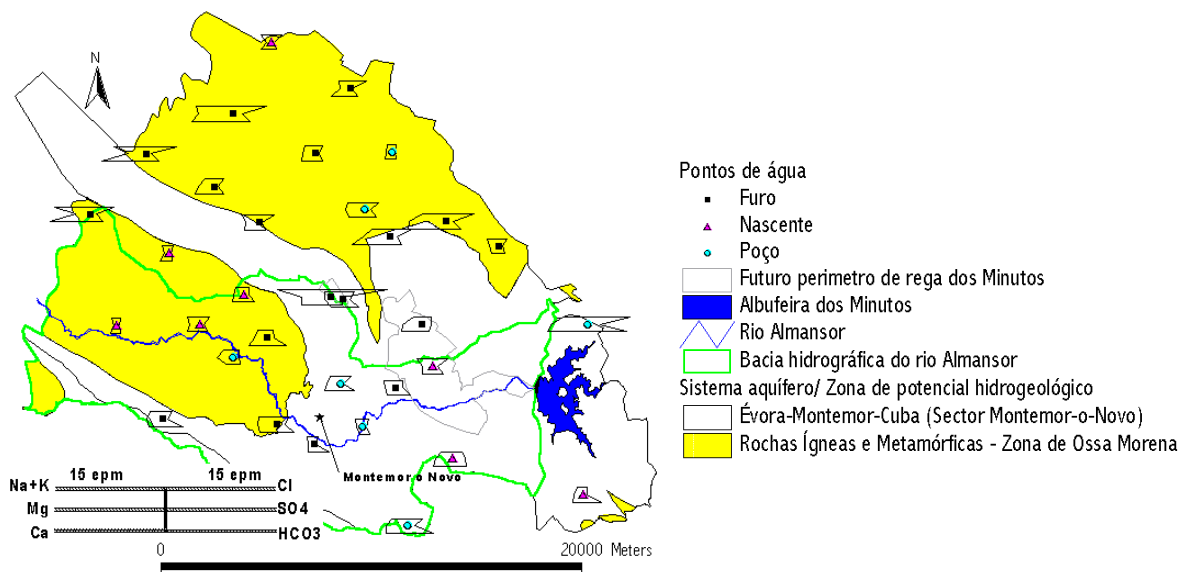 N
Pontos de água
Furo
Nascente
Poço
Futuro perimetro de rega dos Minutos
Albufeira dos Minutos
Rio Almansor
Bacia hidrográfica do rio Almansor
Sistema aquífero/ Zona de potencial hidrogeológico
Évora-Montemor-Cuba (Sector Montemor-o-Novo)
Rochas Ígneas e Metamórficas - Zona de Ossa Morena
Montemor o Novo
15 epm 15 epm
Na+K Cl
Mg SO4
Ca HCO3
0 20000 Meters